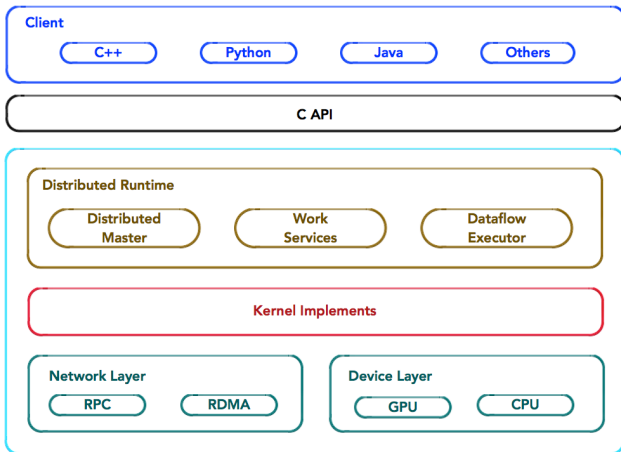 Client
C++ Python Java Others
C API
Distributed Runtime
Distributed Master
Work Services
Dataflow Executor
Kernel Implements
Network Layer
RPC RDMA
Device Layer
GPU CPU